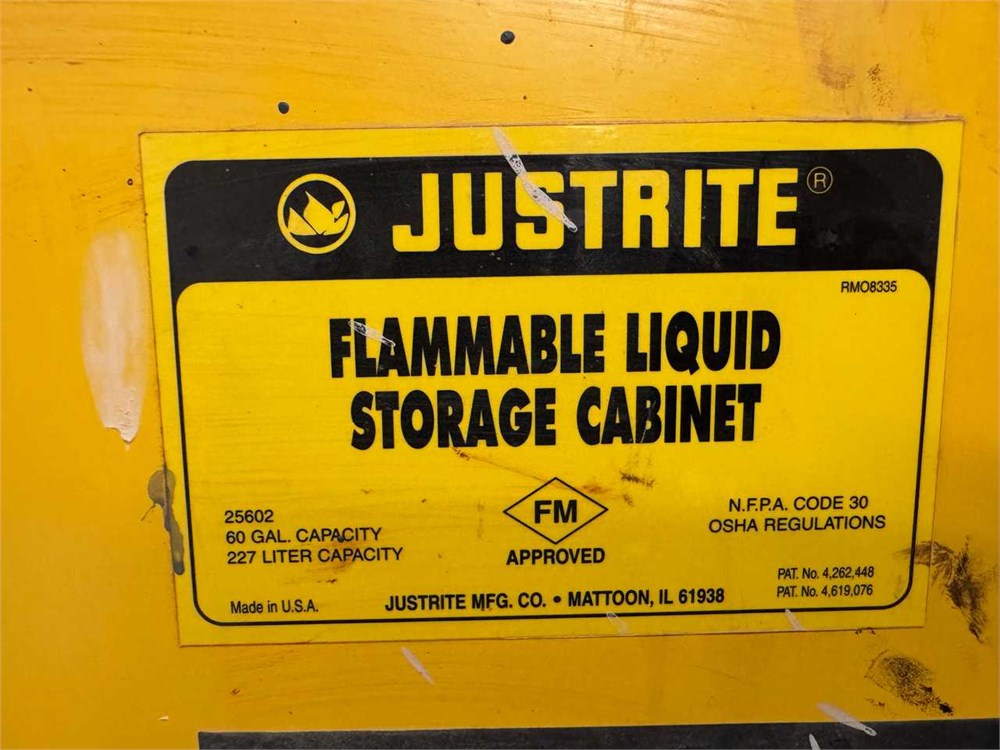 JUSTRITE®
RMO8335
FLAMMABLE LIQUID
STORAGE CABINET
25602
60 GAL. CAPACITY
227 LITER CAPACITY
FM
APPROVED
N.F.P.A. CODE 30
OSHA REGULATIONS
PAT. No. 4,262,448
PAT. No. 4,619,076
Made in U.S.A.
JUSTRITE MFG. CO. • MATTOON, IL 61938